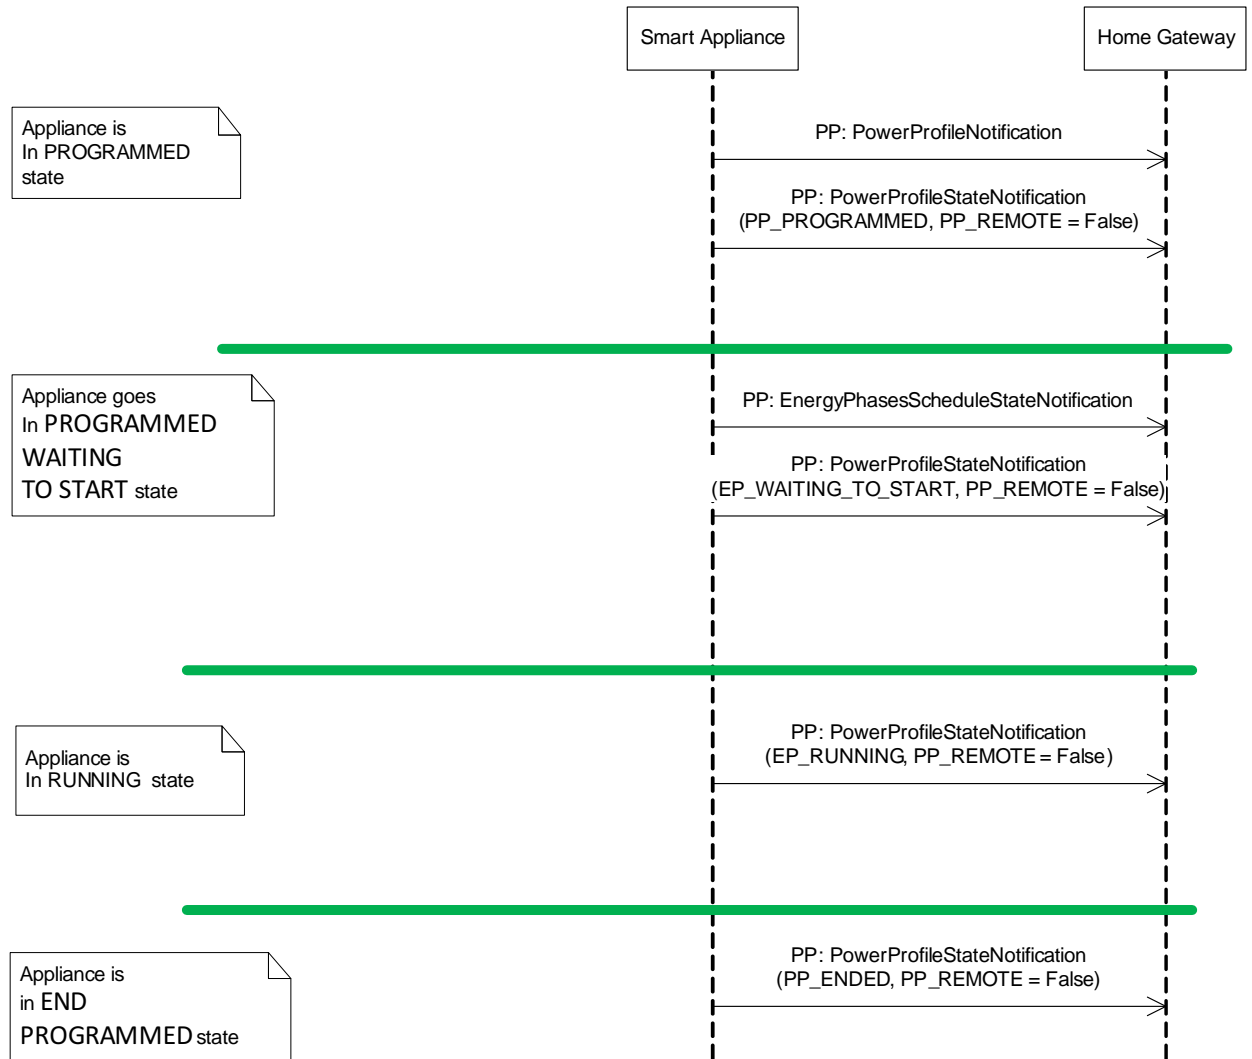 Smart Appliance
Home Gateway
Appliance is
In PROGRAMMED
state
PP: PowerProfileNotification
PP: PowerProfileStateNotification
(PP_PROGRAMMED, PP_REMOTE = False)
Appliance goes
In PROGRAMMED
WAITING
TO START state
PP: EnergyPhasesScheduleStateNotification
PP: PowerProfileStateNotification
(EP_WAITING_TO_START, PP_REMOTE = False)
Appliance is
In RUNNING state
PP: PowerProfileStateNotification
(EP_RUNNING, PP_REMOTE = False)
Appliance is
in END
PROGRAMMED state
PP: PowerProfileStateNotification
(PP_ENDED, PP_REMOTE = False)